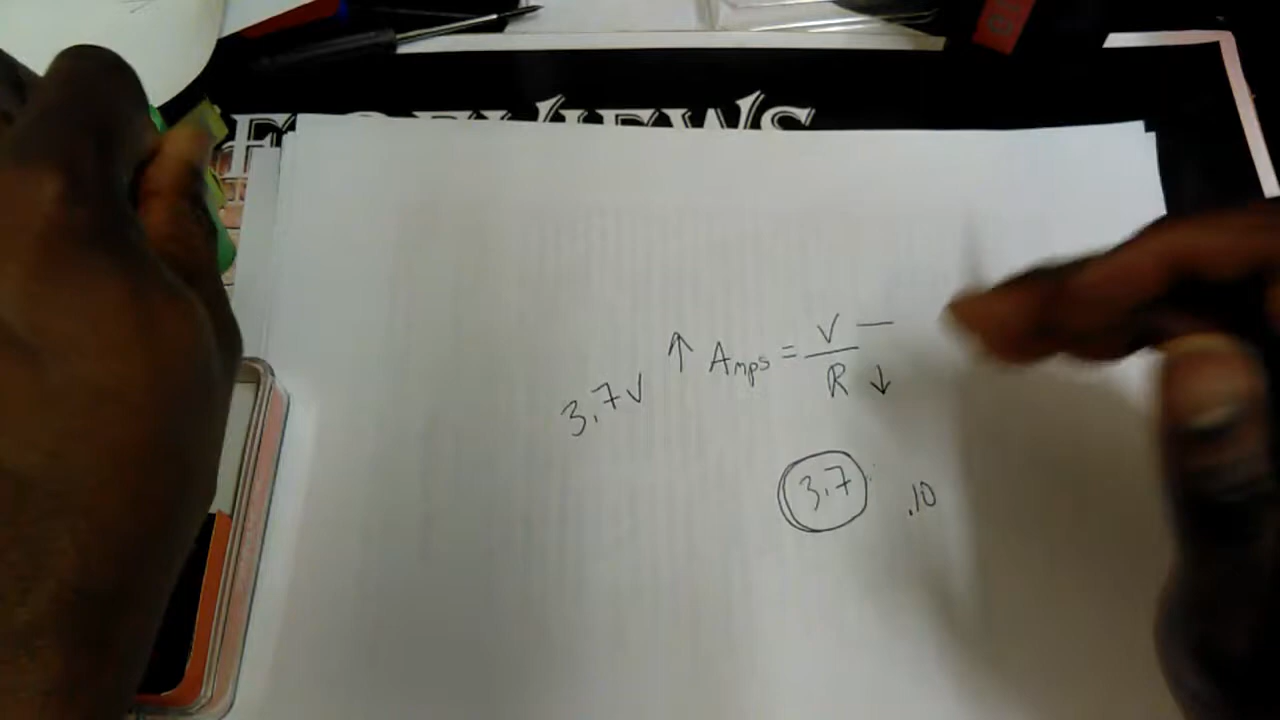 ↑ Amps = V —
R ↓
3.7V
3.7 .10